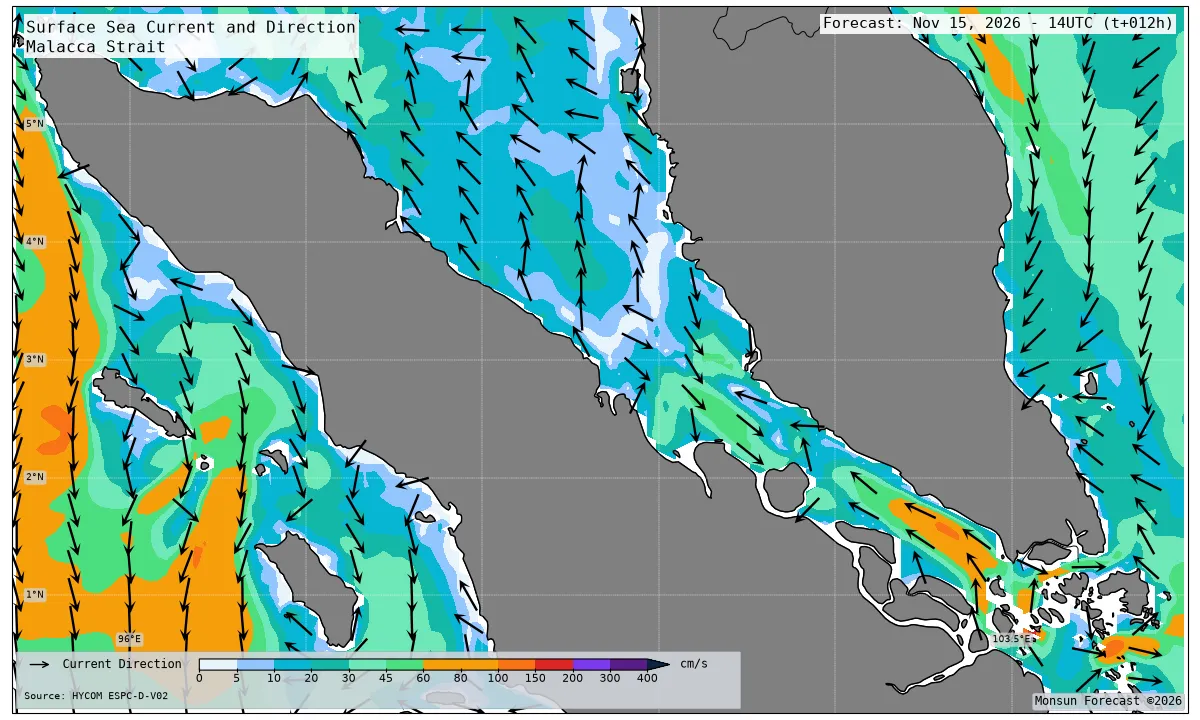 Surface Sea Current and Direction
Malacca Strait
Forecast: Nov 15, 2026 - 14UTC (t+012h)
5°N
4°N
3°N
2°N
1°N
96°E
103.5°E
Current Direction
0 5 10 20 30 45 60 80 100 150 200 300 400
cm/s
Source: HYCOM ESPC-D-V02
Monsun Forecast ©2026